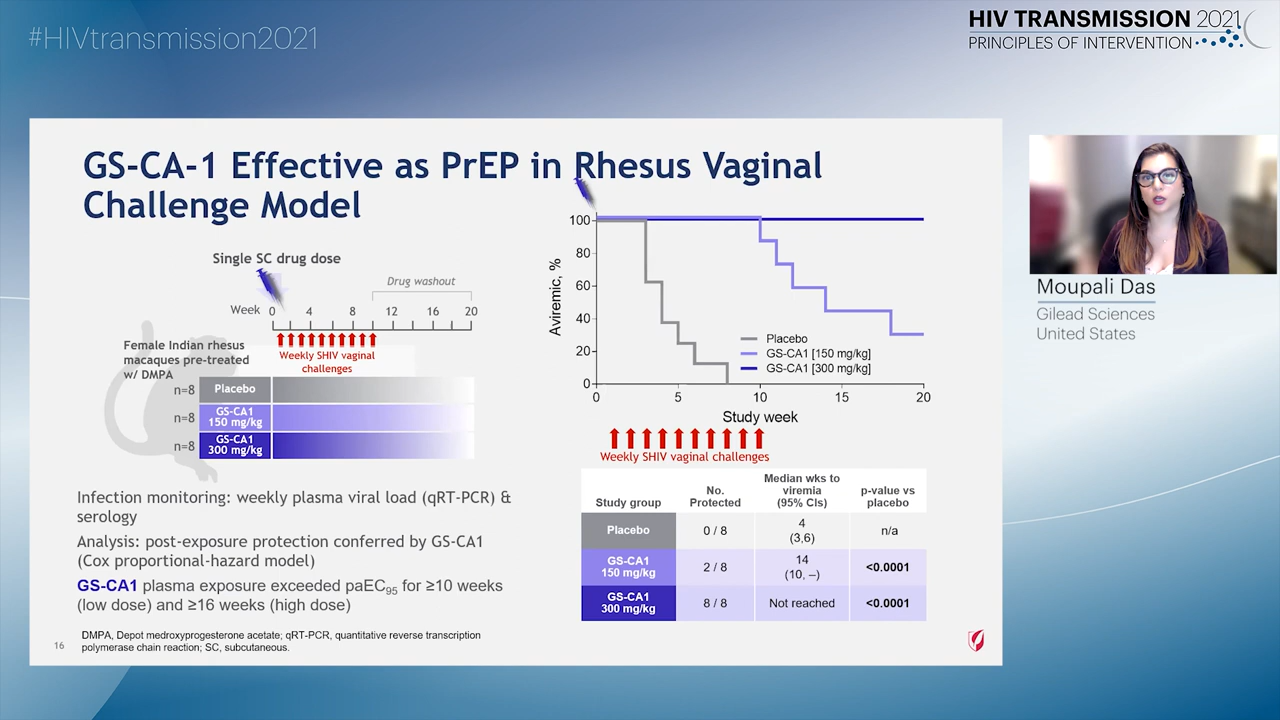 #HIVtransmission2021
HIV TRANSMISSION 2021
PRINCIPLES OF INTERVENTION
GS-CA-1 Effective as PrEP in Rhesus Vaginal
Challenge Model
Single SC drug dose
Drug washout
Week 0 4 8 12 16 20
Female Indian rhesus
macaques pre-treated
w/ DMPA
Weekly SHIV vaginal
challenges
n=8 Placebo
n=8 GS-CA1
150 mg/kg
n=8 GS-CA1
300 mg/kg
Infection monitoring: weekly plasma viral load (qRT-PCR) &
serology
Analysis: post-exposure protection conferred by GS-CA1
(Cox proportional-hazard model)
GS-CA1 plasma exposure exceeded paEC95 for ≥10 weeks
(low dose) and ≥16 weeks (high dose)
DMPA, Depot medroxyprogesterone acetate; qRT-PCR, quantitative reverse transcription
polymerase chain reaction; SC, subcutaneous.
16
Aviremic, %
100
80
60
40
20
0
Placebo
GS-CA1 [150 mg/kg]
GS-CA1 [300 mg/kg]
0 5 10 15 20
Study week
Weekly SHIV vaginal challenges
Study group No. Protected Median wks to viremia (95% CIs) p-value vs placebo
Placebo 0 / 8 4 (3,6) n/a
GS-CA1 150 mg/kg 2 / 8 14 (10, –) <0.0001
GS-CA1 300 mg/kg 8 / 8 Not reached <0.0001
Moupali Das
Gilead Sciences
United States